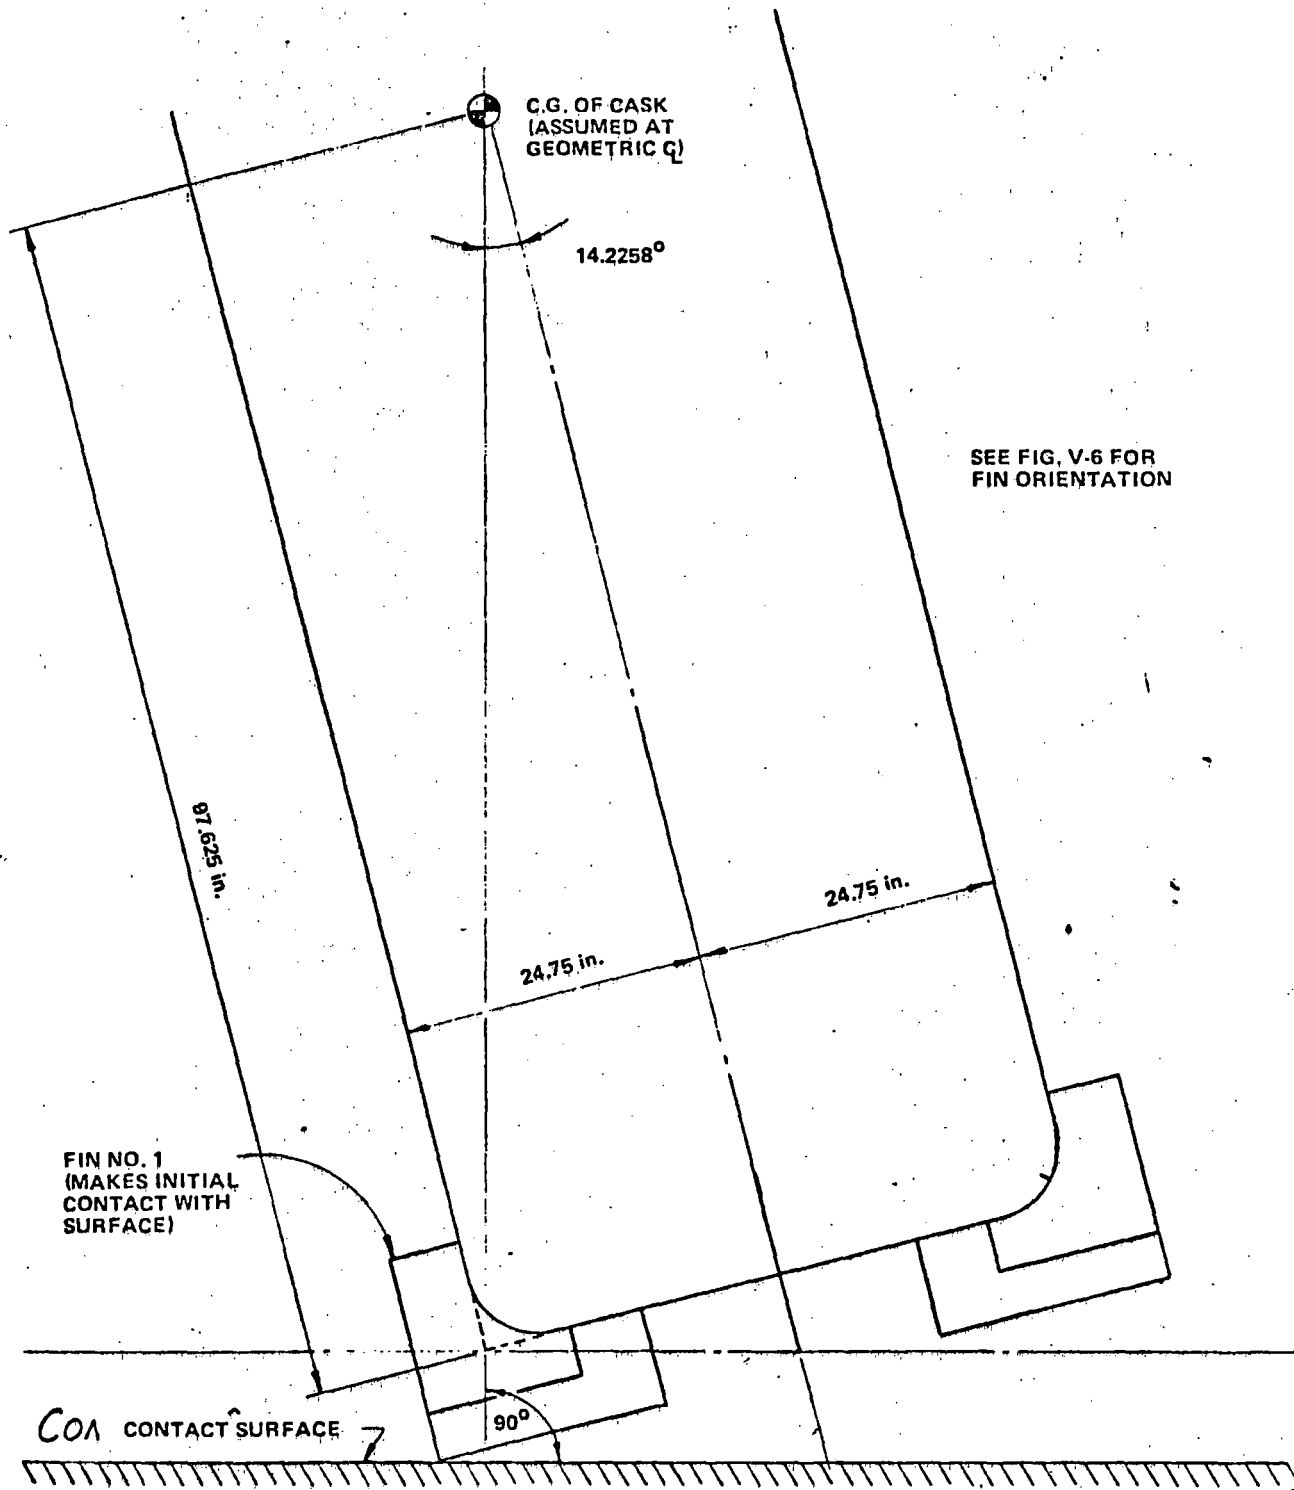 C.G. OF CASK
(ASSUMED AT
GEOMETRIC ℄)
14.2258°
SEE FIG. V-6 FOR
FIN ORIENTATION
97.625 in.
24.75 in.
24.75 in.
FIN NO. 1
(MAKES INITIAL
CONTACT WITH
SURFACE)
90°
Con CONTACT SURFACE